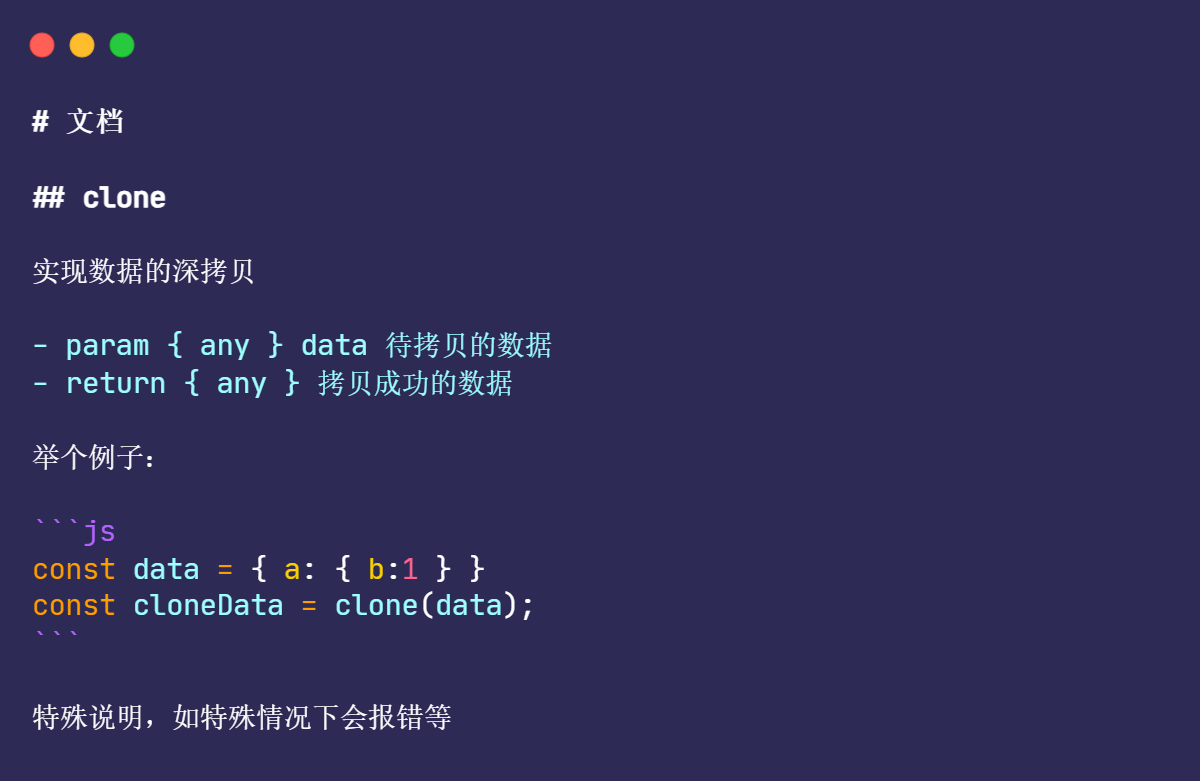 # 文档
## clone
实现数据的深拷贝
- param { any } data 待拷贝的数据
- return { any } 拷贝成功的数据
举个例子：
```js
const data = { a: { b:1 } }
const cloneData = clone(data);
```
特殊说明，如特殊情况下会报错等